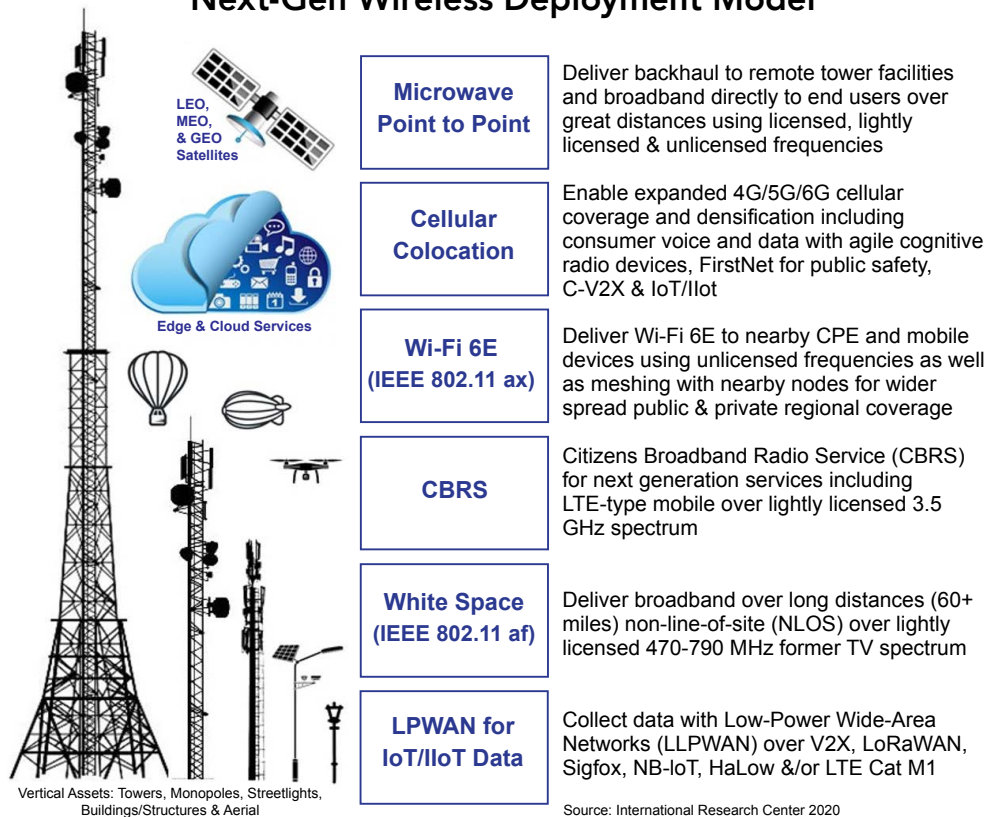 Next-Gen Wireless Deployment Model
LEO,
MEO,
& GEO
Satellites
Edge & Cloud Services
Microwave
Point to Point
Deliver backhaul to remote tower facilities
and broadband directly to end users over
great distances using licensed, lightly
licensed & unlicensed frequencies
Cellular
Colocation
Enable expanded 4G/5G/6G cellular
coverage and densification including
consumer voice and data with agile cognitive
radio devices, FirstNet for public safety,
C-V2X & IoT/IIot
Wi-Fi 6E
(IEEE 802.11 ax)
Deliver Wi-Fi 6E to nearby CPE and mobile
devices using unlicensed frequencies as well
as meshing with nearby nodes for wider
spread public & private regional coverage
CBRS
Citizens Broadband Radio Service (CBRS)
for next generation services including
LTE-type mobile over lightly licensed 3.5
GHz spectrum
White Space
(IEEE 802.11 af)
Deliver broadband over long distances (60+
miles) non-line-of-site (NLOS) over lightly
licensed 470-790 MHz former TV spectrum
LPWAN for
IoT/IIoT Data
Collect data with Low-Power Wide-Area
Networks (LLPWAN) over V2X, LoRaWAN,
Sigfox, NB-IoT, HaLow &/or LTE Cat M1
Vertical Assets: Towers, Monopoles, Streetlights,
Buildings/Structures & Aerial
Source: International Research Center 2020